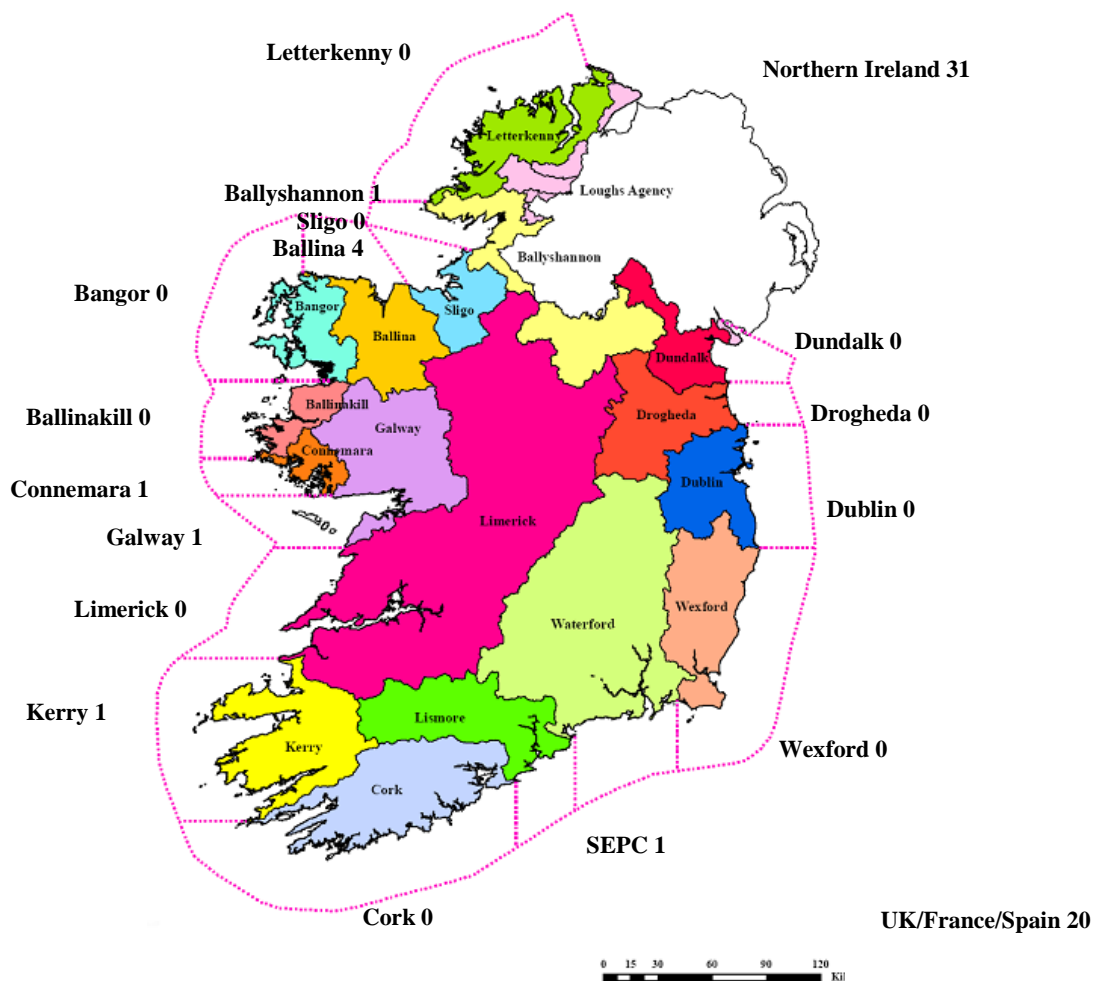 Letterkenny 0
Northern Ireland 31
Letterkenny
Ballyshannon 1
Loughs Agency
Sligo 0
Ballina 4
Ballyshannon
Bangor 0
Bangor
Sligo
Ballina
Dundalk 0
Dundalk
Ballinakill 0
Ballinakill
Drogheda 0
Drogheda
Galway
Connemara
Connemara 1
Dublin
Dublin 0
Galway 1
Limerick
Limerick 0
Wexford
Waterford
Kerry 1
Lismore
Kerry
Wexford 0
Cork
SEPC 1
Cork 0
UK/France/Spain 20
0 15 30 60 90 120
Kil